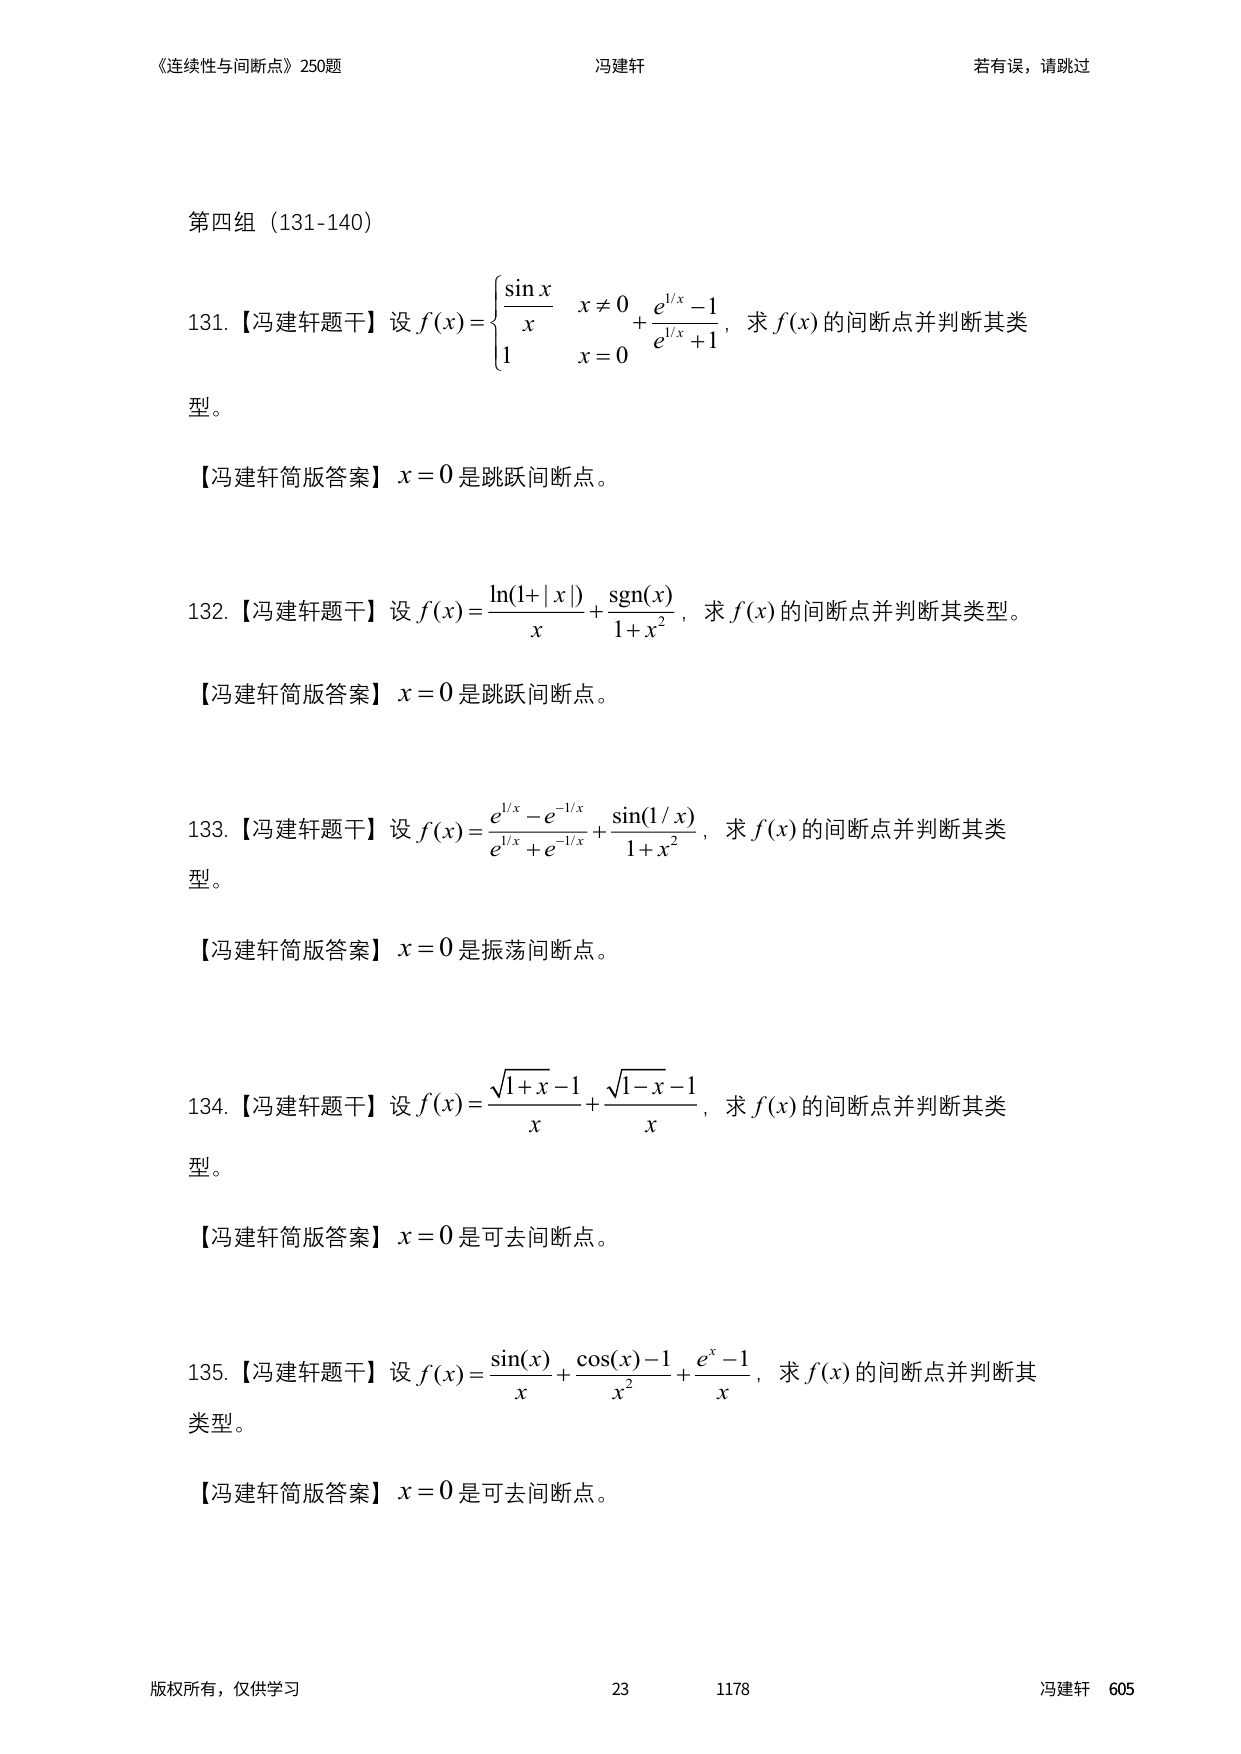 《连续性与间断点》250题 冯建轩 若有误，请跳过
第四组（131-140）
131.【冯建轩题干】设 f(x) = { sin x / x  x ≠ 0 ; 1  x = 0 + (e^{1/x} − 1)/(e^{1/x} + 1)，求 f(x) 的间断点并判断其类
型。
【冯建轩简版答案】 x = 0 是跳跃间断点。
132.【冯建轩题干】设 f(x) = ln(1+ | x |)/x + sgn(x)/(1 + x^2)，求 f(x) 的间断点并判断其类型。
【冯建轩简版答案】 x = 0 是跳跃间断点。
133.【冯建轩题干】设 f(x) = (e^{1/x} − e^{−1/x})/(e^{1/x} + e^{−1/x}) + sin(1 / x)/(1 + x^2)，求 f(x) 的间断点并判断其类
型。
【冯建轩简版答案】 x = 0 是振荡间断点。
134.【冯建轩题干】设 f(x) = (√(1 + x) − 1)/x + (√(1 − x) − 1)/x，求 f(x) 的间断点并判断其类
型。
【冯建轩简版答案】 x = 0 是可去间断点。
135.【冯建轩题干】设 f(x) = sin(x)/x + (cos(x) − 1)/x^2 + (e^x − 1)/x，求 f(x) 的间断点并判断其
类型。
【冯建轩简版答案】 x = 0 是可去间断点。
版权所有，仅供学习 23 1178 冯建轩 605